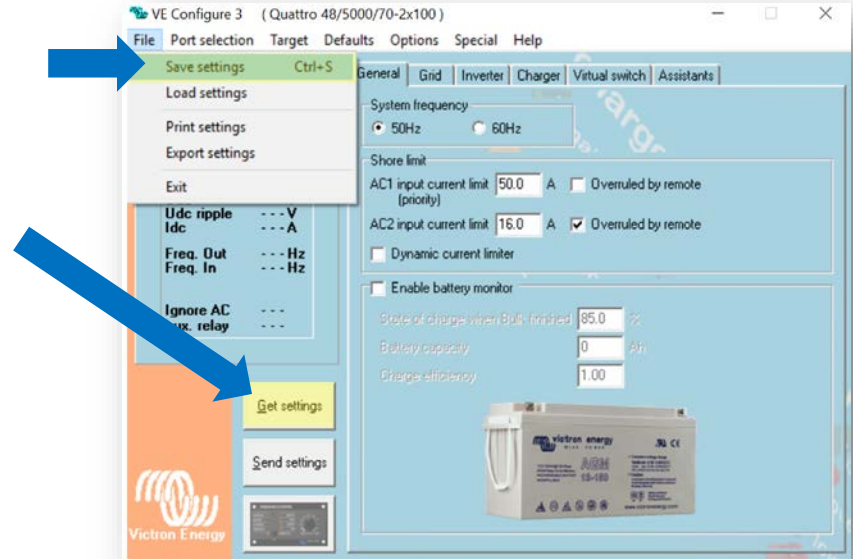 VE Configure 3 ( Quattro 48/5000/70-2x100 )
File Port selection Target Defaults Options Special Help
Save settings Ctrl+S
Load settings
Print settings
Export settings
Exit
General Grid Inverter Charger Virtual switch Assistants
System frequency
50Hz 60Hz
Shore limit
AC1 input current limit 50.0 A Overruled by remote
(priority)
AC2 input current limit 16.0 A Overruled by remote
Dynamic current limiter
Udc ripple - - - V
Idc - - - A
Freq. Out - - - Hz
Freq. In - - - Hz
Ignore AC - - -
relay - - -
Enable battery monitor
State of charge when Bulk finished 85.0 %
Battery capacity 0 Ah
Charge efficiency 1.00
Get settings
Send settings
Victron Energy
victron energy
BLUE POWER
AGM
www.victronenergy.com